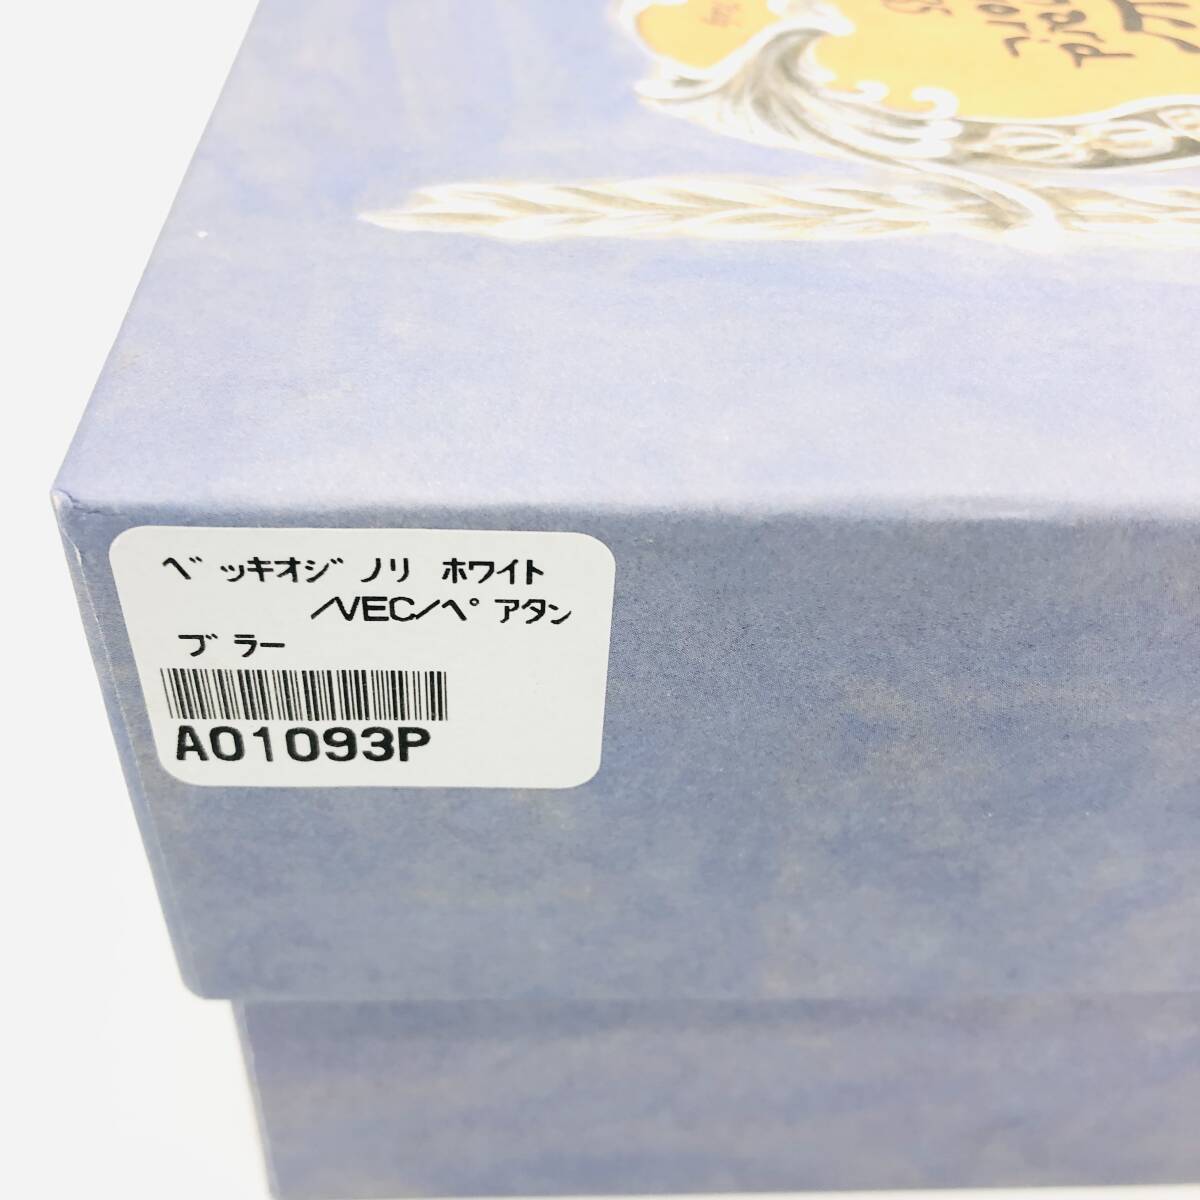 ベッキオジノリ ホワイト
/VEC/ペアタン
ブラー
A01093P